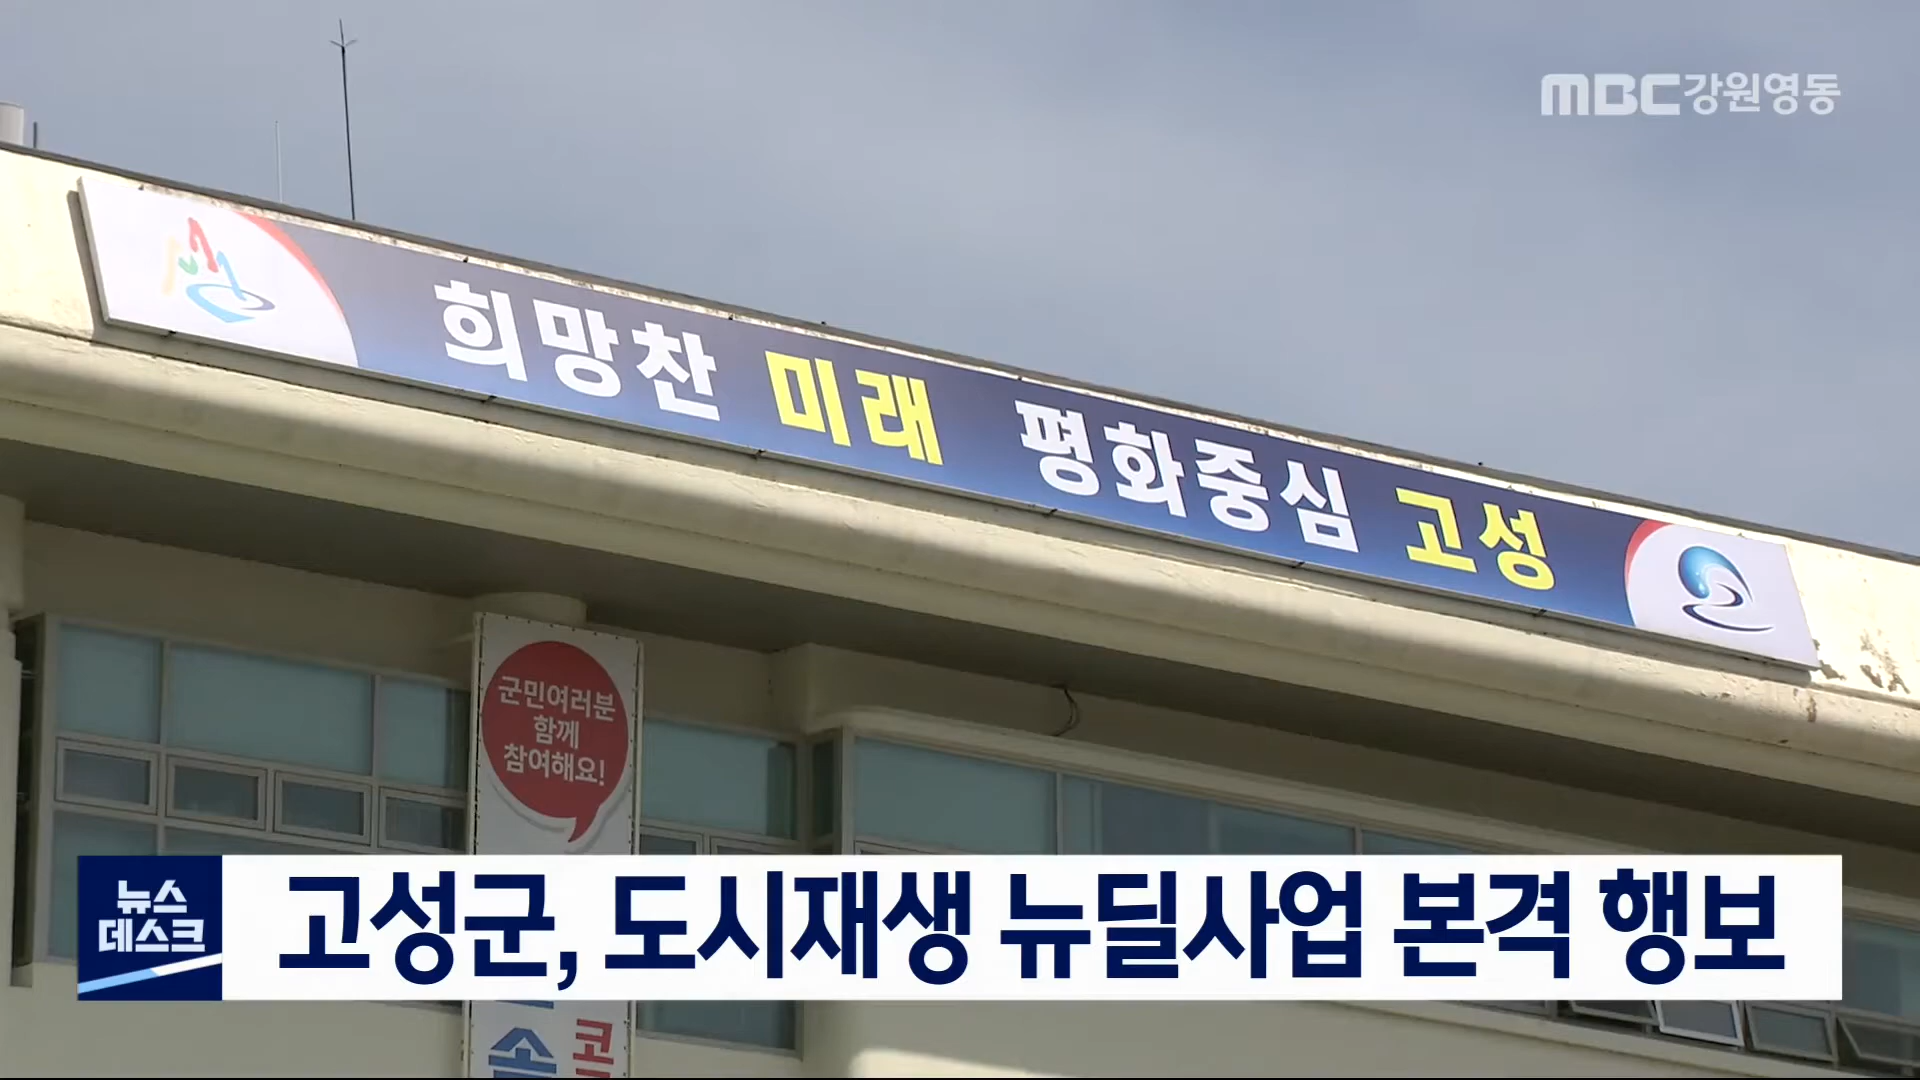 MBC강원영동
희망찬 미래 평화중심 고성
군민여러분
함께
참여해요!
뉴스
데스크
고성군, 도시재생 뉴딜사업 본격 행보